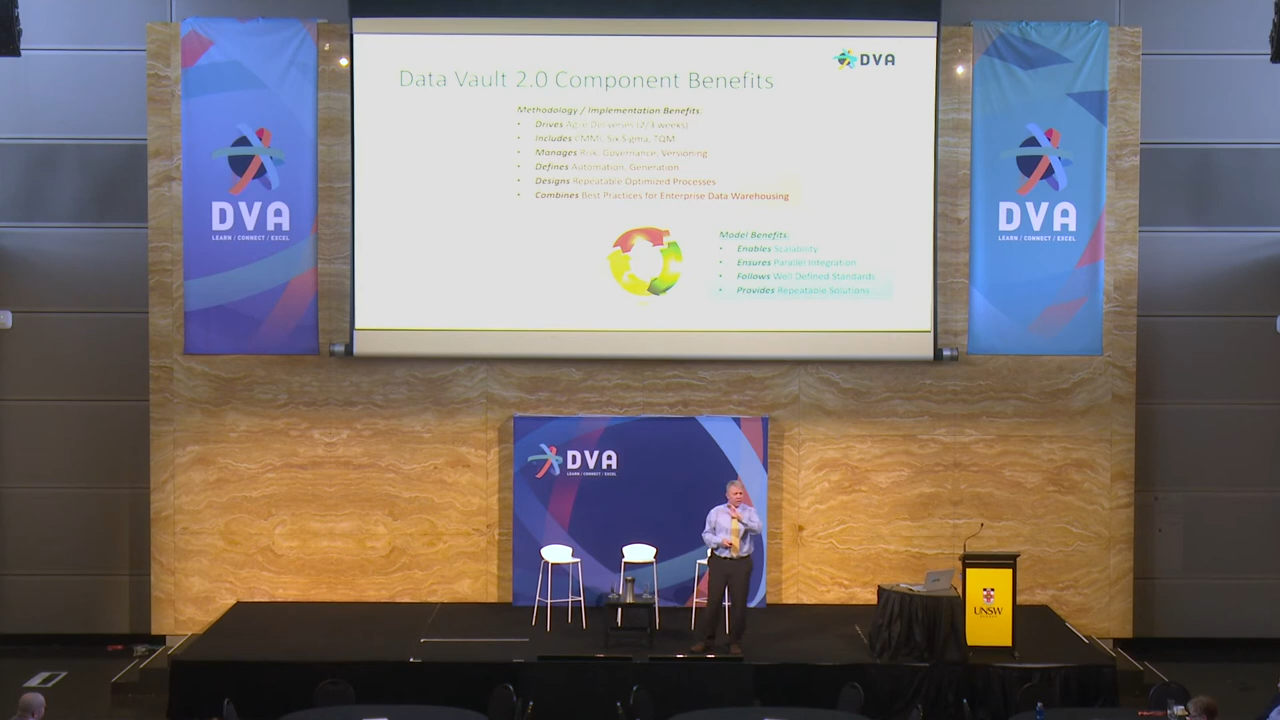 DVA
Data Vault 2.0 Component Benefits
Methodology / Implementation Benefits:
• Drives Agile Deliveries (2/3 weeks)
• Includes CMMI, Six Sigma, TQM
• Manages Risk, Governance, Versioning
• Defines Automation, Generation
• Designs Repeatable Optimized Processes
• Combines Best Practices for Enterprise Data Warehousing
Model Benefits:
• Enables Scalability
• Ensures Parallel Integration
• Follows Well Defined Standards
• Provides Repeatable Solutions
DVA
LEARN / CONNECT / EXCEL
DVA
LEARN / CONNECT / EXCEL
DVA
LEARN / CONNECT / EXCEL
UNSW